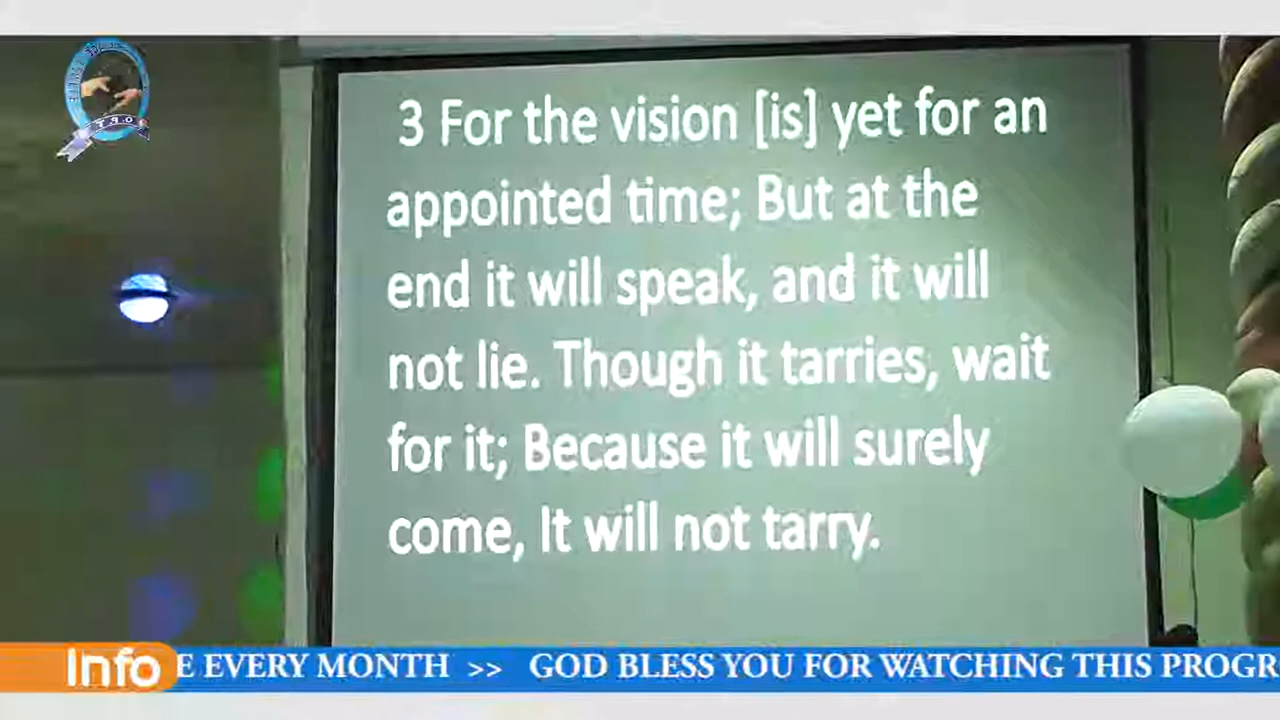 3 For the vision [is] yet for an
appointed time; But at the
end it will speak, and it will
not lie. Though it tarries, wait
for it; Because it will surely
come, It will not tarry.
Info
E EVERY MONTH >> GOD BLESS YOU FOR WATCHING THIS PROGR